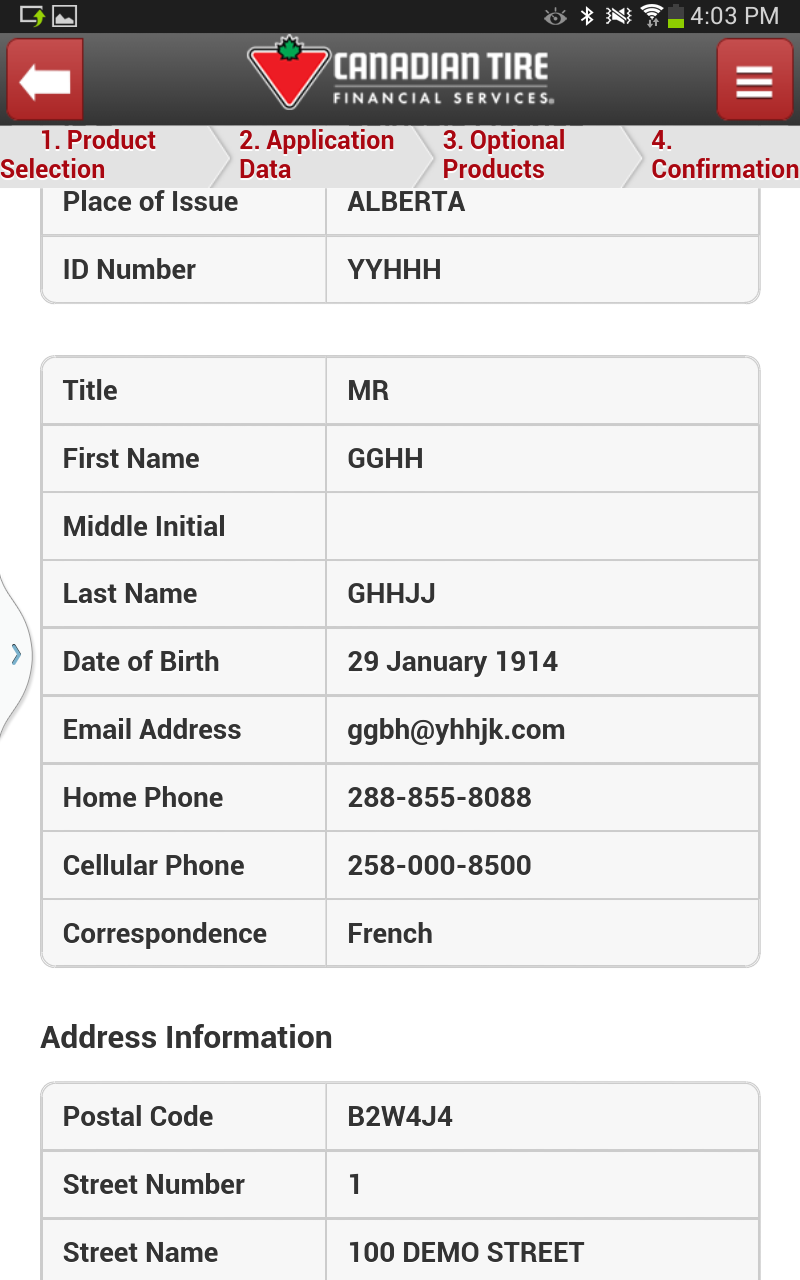 4:03 PM
CANADIAN TIRE
FINANCIAL SERVICES®
1. Product Selection
2. Application Data
3. Optional Products
4. Confirmation
Place of Issue ALBERTA
ID Number YYHHH
Title MR
First Name GGHH
Middle Initial
Last Name GHHJJ
Date of Birth 29 January 1914
Email Address ggbh@yhhjk.com
Home Phone 288-855-8088
Cellular Phone 258-000-8500
Correspondence French
Address Information
Postal Code B2W4J4
Street Number 1
Street Name 100 DEMO STREET